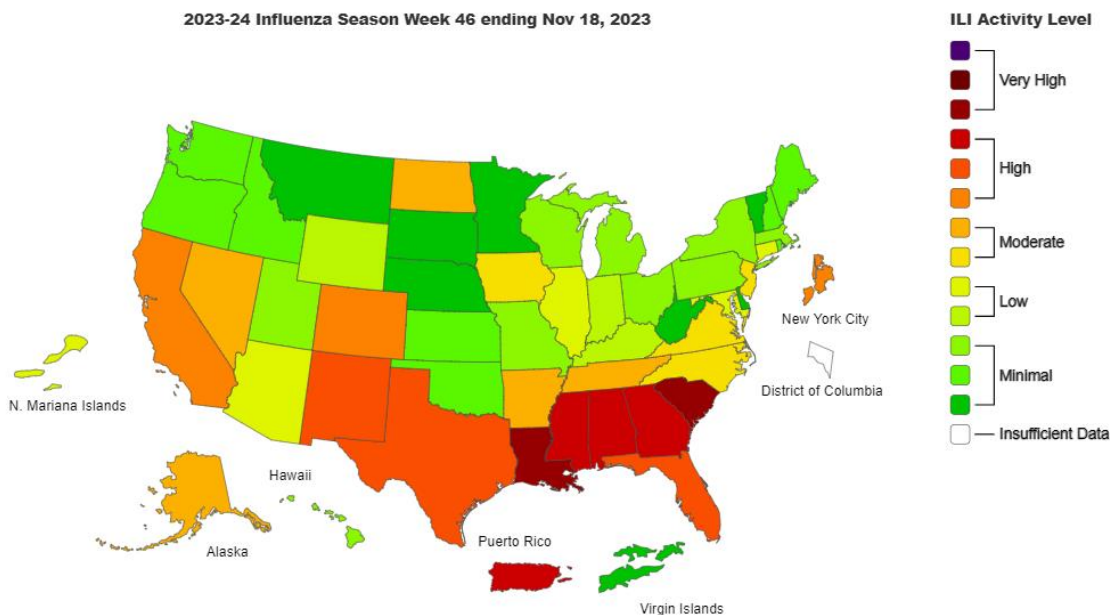 2023-24 Influenza Season Week 46 ending Nov 18, 2023
ILI Activity Level
Very High
High
Moderate
Low
Minimal
Insufficient Data
New York City
District of Columbia
N. Mariana Islands
Hawaii
Alaska
Puerto Rico
Virgin Islands